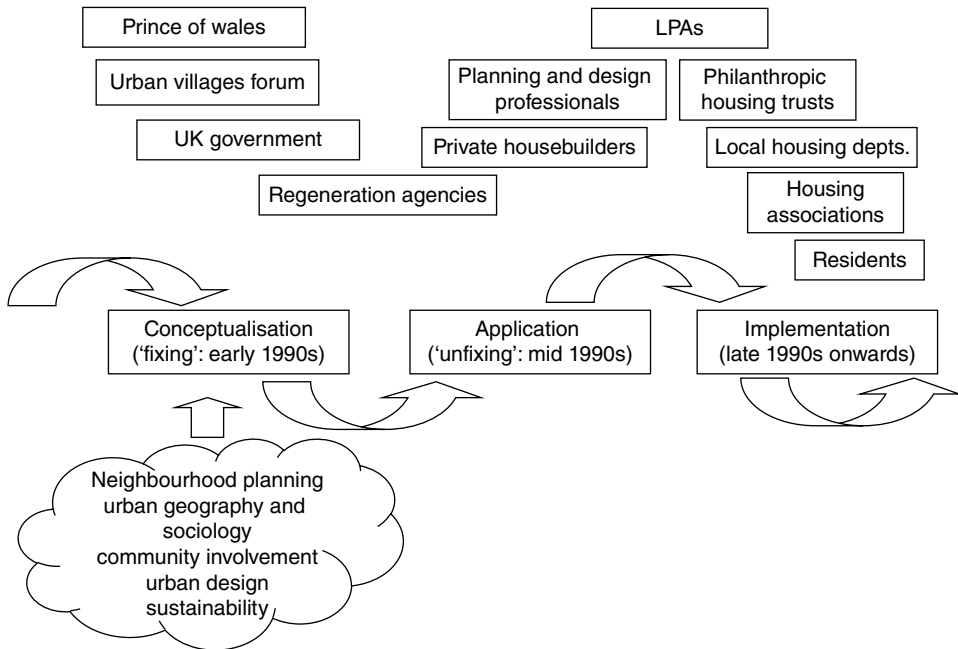 Prince of wales
Urban villages forum
UK government
Regeneration agencies
LPAs
Planning and design
professionals
Private housebuilders
Philanthropic
housing trusts
Local housing depts.
Housing
associations
Residents
Conceptualisation
(‘fixing’: early 1990s)
Application
(‘unfixing’: mid 1990s)
Implementation
(late 1990s onwards)
Neighbourhood planning
urban geography and
sociology
community involvement
urban design
sustainability